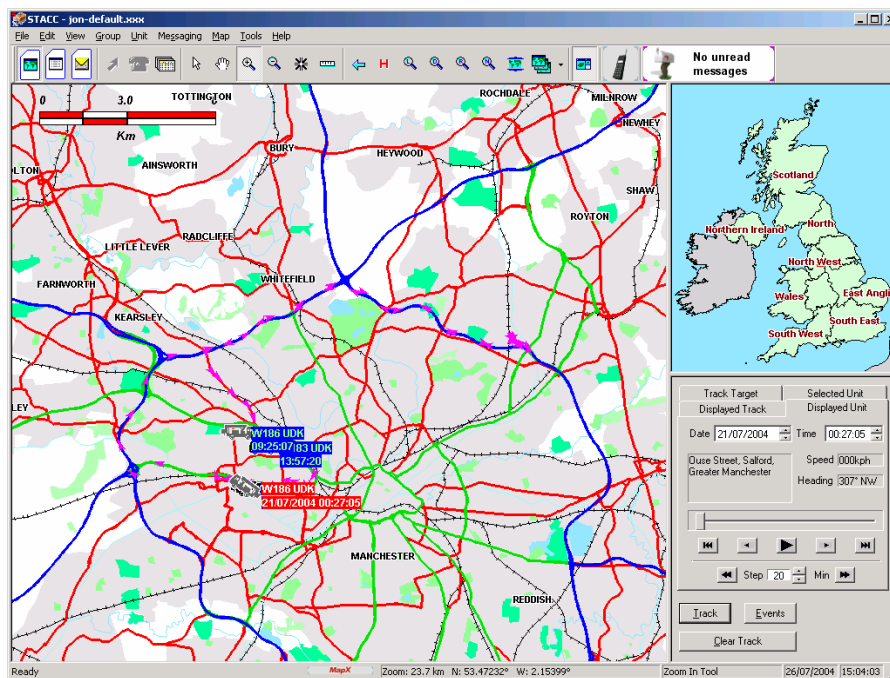 STACC - jon-default.xxx
File Edit View Group Unit Messaging Map Tools Help
H
No unread
messages
0 3.0 6
Km
TOTTINGTON
ROCHDALE
MILNROW
NEWHEY
BURY
HEYWOOD
AINSWORTH
OLTON
SHAW
ROYTON
RADCLIFFE
LITTLE LEVER
WHITEFIELD
FARNWORTH
KEARSLEY
LEY
W186 UDK
09:25:07
83 UDK
13:57:20
W186 UDK
21/07/2004 00:27:05
MANCHESTER
REDDISH
Scotland
Northern Ireland
North
North West
Wales
East Angl
South East
South West
Track Target
Selected Unit
Displayed Track
Displayed Unit
Date 21/07/2004 Time 00:27:05
Ouse Street, Salford,
Greater Manchester
Speed 000kph
Heading 307° NW
Step 20 Min
Track
Events
Clear Track
Ready
MapX
Zoom: 23.7 km N: 53.47232° W: 2.15399°
Zoom In Tool
26/07/2004
15:04:03